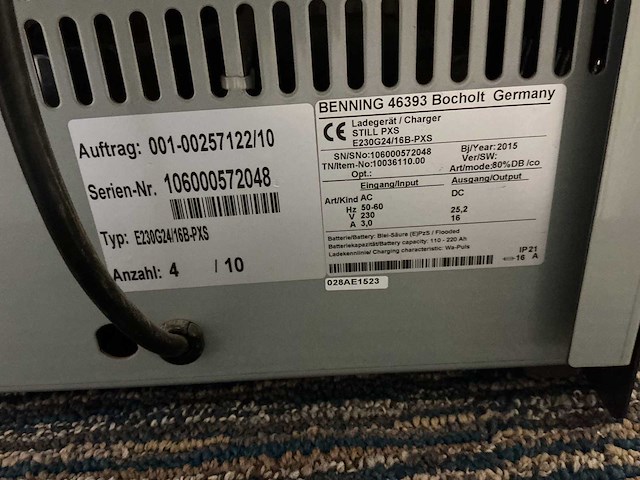 Auftrag: 001-00257122/10
Serien-Nr. 106000572048
Typ: E230G24/16B-PXS
Anzahl: 4 / 10
BENNING 46393 Bocholt Germany
CE Ladegerät / Charger
STILL PXS
E230G24/16B-PXS
SN/SNo:106000572048 Bj/Year: 2015
TN/Item-No:10036110.00 Ver/SW:
Opt.: Art/mode:80%DB /co
Eingang/Input Ausgang/Output
Art/Kind AC DC
Hz 50-60
V 230 25,2
A 3,0 16
Batterie/Battery: Blei-Säure (E)PzS / Flooded
Batteriekapazität/Battery capacity: 110 - 220 Ah
Ladekennlinie/ Charging characteristic: Wa-Puls
IP21
16 A
028AE1523